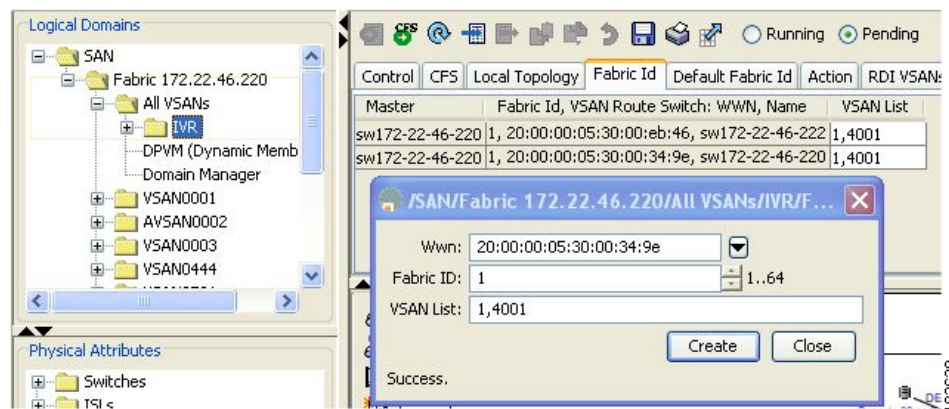 Logical Domains
SAN
Fabric 172.22.46.220
All VSANs
IVR
DPVM (Dynamic Memb
Domain Manager
VSAN0001
AVSAN0002
VSAN0003
VSAN0444
Physical Attributes
Switches
ISLs
CFS
Running Pending
Control CFS Local Topology Fabric Id Default Fabric Id Action RDI VSANs
Master Fabric Id, VSAN Route Switch: WWN, Name VSAN List
sw172-22-46-220 1, 20:00:00:05:30:00:eb:46, sw172-22-46-222 1,4001
sw172-22-46-220 1, 20:00:00:05:30:00:34:9e, sw172-22-46-220 1,4001
/SAN/Fabric 172.22.46.220/All VSANs/IVR/F...
Wwn: 20:00:00:05:30:00:34:9e
Fabric ID: 1 1..64
VSAN List: 1,4001
Create Close
Success.
DE